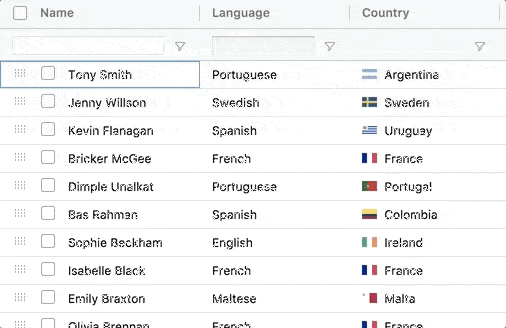 Name Language Country
Tony Smith Portuguese Argentina
Jenny Willson Swedish Sweden
Kevin Flanagan Spanish Uruguay
Bricker McGee French France
Dimple Unalkat Portuguese Portugal
Bas Rahman Spanish Colombia
Sophie Beckham English Ireland
Isabelle Black French France
Emily Braxton Maltese Malta
Olivia Brennan French France